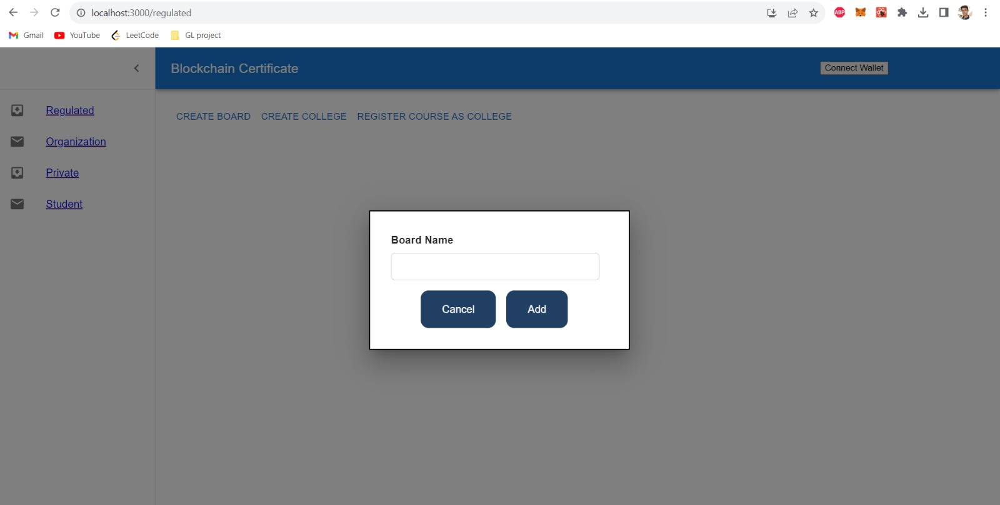 localhost:3000/regulated
ABP
Gmail YouTube LeetCode GL project
Blockchain Certificate Connect Wallet
Regulated
Organization
Private
Student
CREATE BOARD CREATE COLLEGE REGISTER COURSE AS COLLEGE
Board Name
Cancel Add